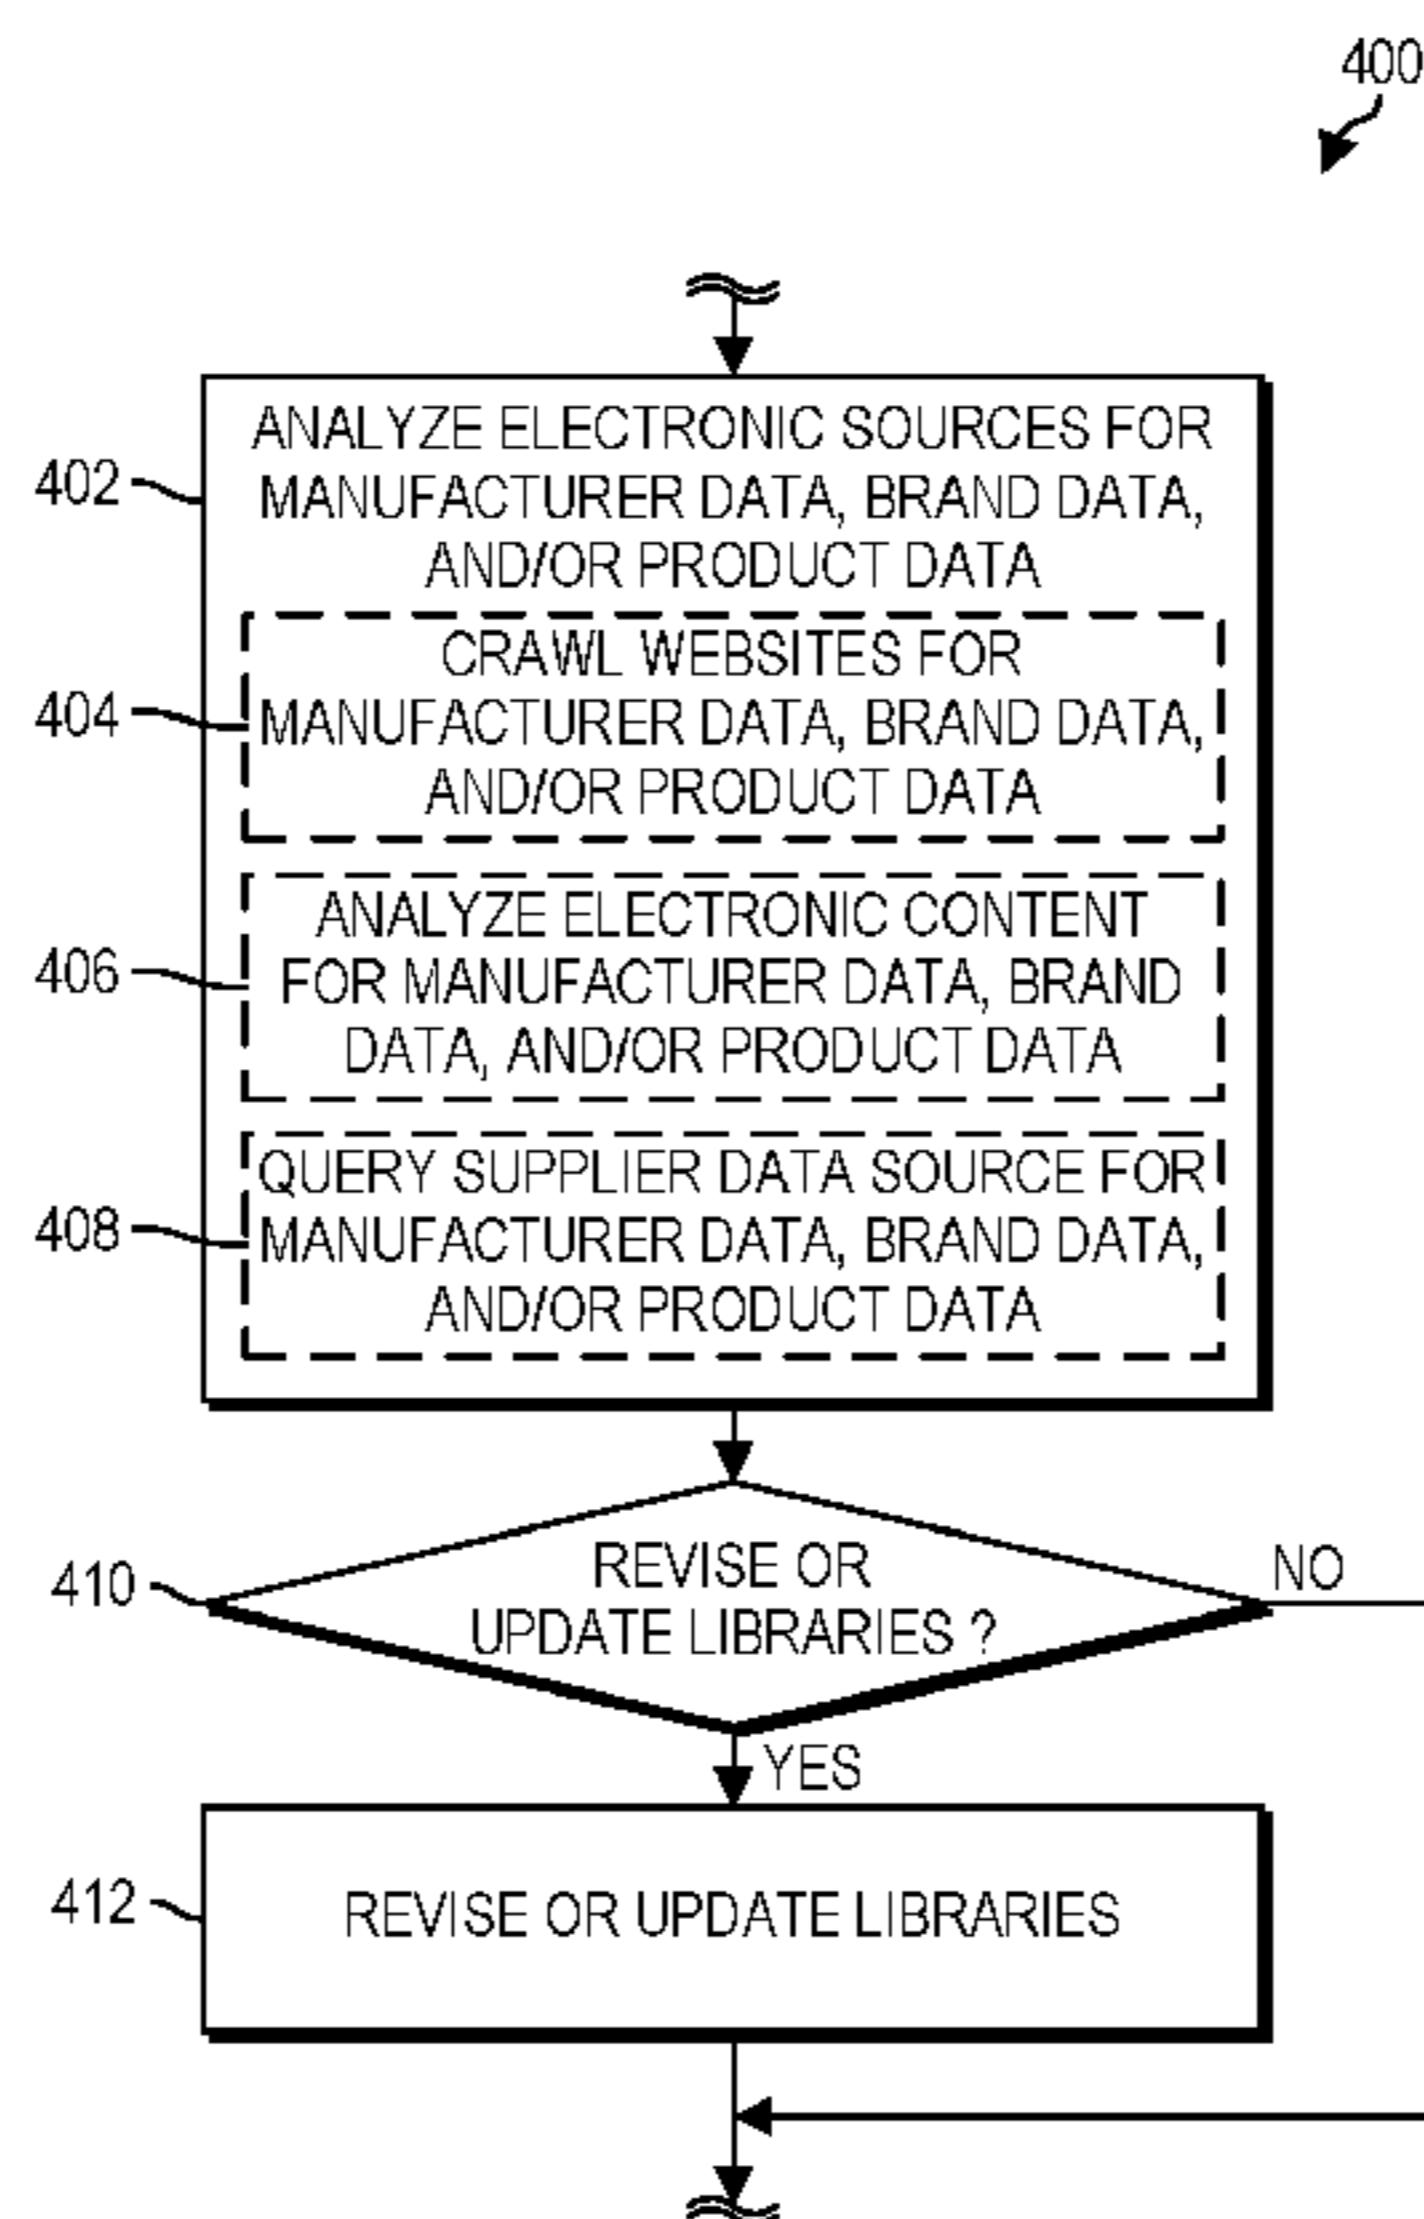 400
402
ANALYZE ELECTRONIC SOURCES FOR
MANUFACTURER DATA, BRAND DATA,
AND/OR PRODUCT DATA
404
CRAWL WEBSITES FOR
MANUFACTURER DATA, BRAND DATA,
AND/OR PRODUCT DATA
406
ANALYZE ELECTRONIC CONTENT
FOR MANUFACTURER DATA, BRAND
DATA, AND/OR PRODUCT DATA
408
QUERY SUPPLIER DATA SOURCE FOR
MANUFACTURER DATA, BRAND DATA,
AND/OR PRODUCT DATA
410
REVISE OR
UPDATE LIBRARIES ?
NO
YES
412
REVISE OR UPDATE LIBRARIES